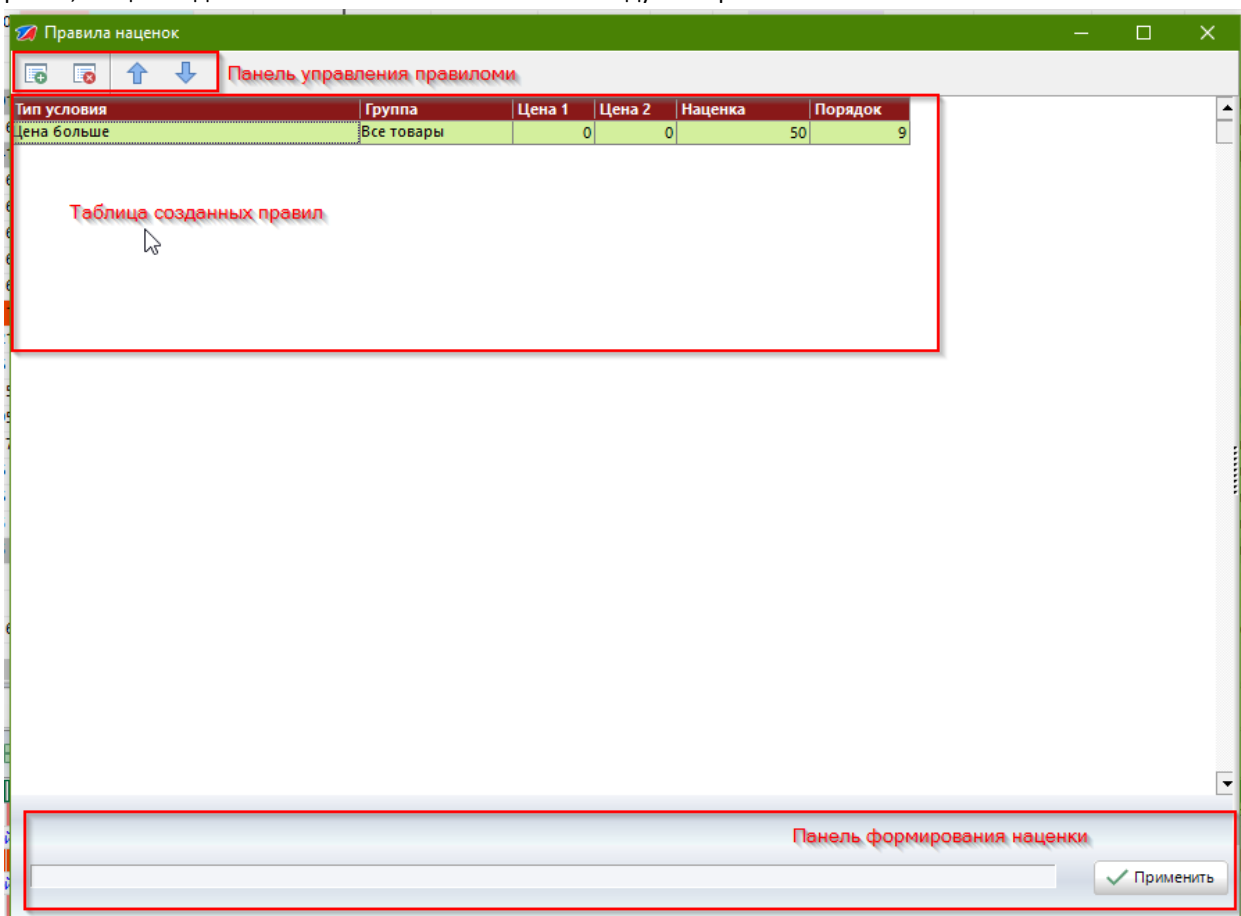 Правила наценок
Панель управления правиломи
Тип условия Группа Цена 1 Цена 2 Наценка Порядок
Цена больше Все товары 0 0 50 9
Таблица созданных правил
Панель формирования наценки
Применить